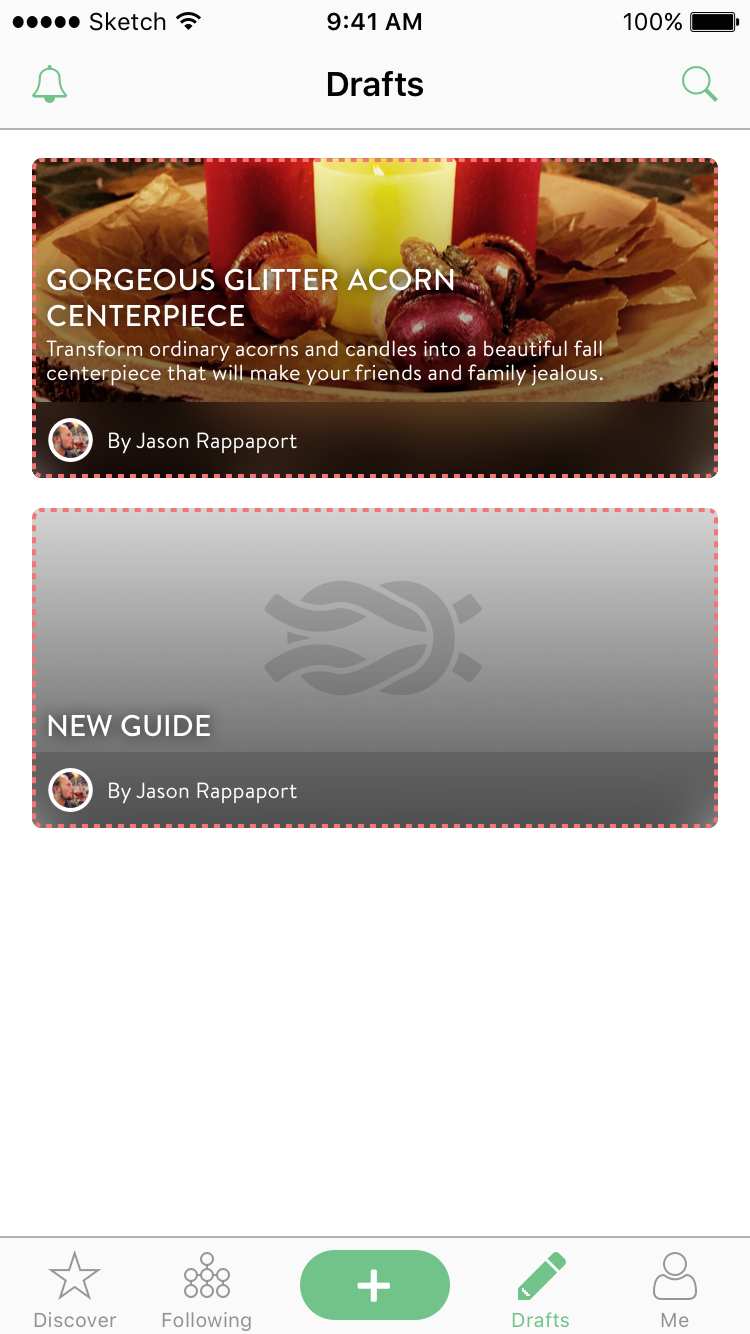 Sketch 9:41 AM 100%
Drafts
GORGEOUS GLITTER ACORN
CENTERPIECE
Transform ordinary acorns and candles into a beautiful fall
centerpiece that will make your friends and family jealous.
By Jason Rappaport
NEW GUIDE
By Jason Rappaport
Discover Following Drafts Me